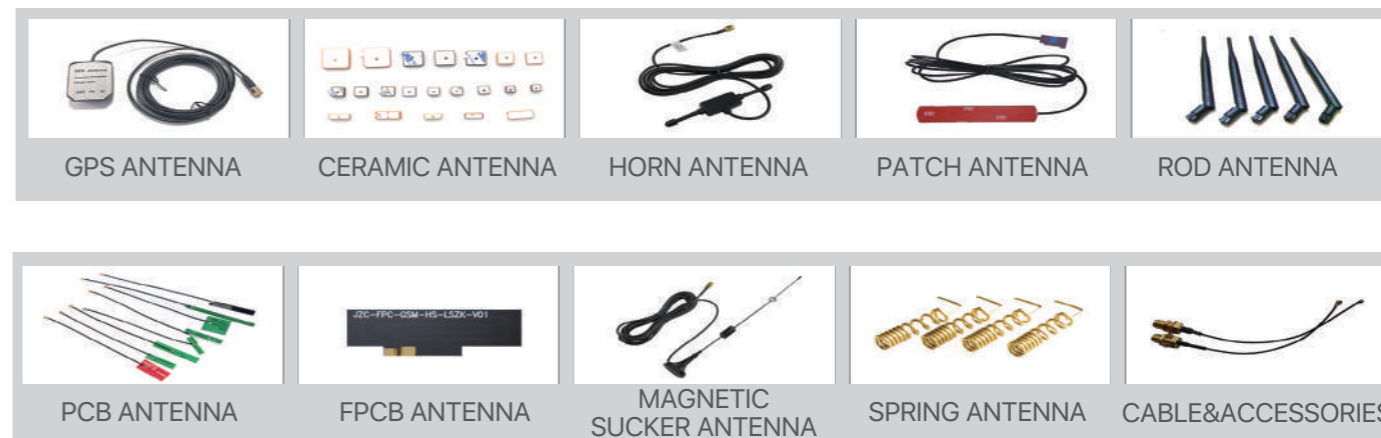 GPS ANTENNA
CERAMIC ANTENNA
HORN ANTENNA
PATCH ANTENNA
ROD ANTENNA
JZC-FPC-GSM-HS-LSZK-V01
PCB ANTENNA
FPCB ANTENNA
MAGNETIC
SUCKER ANTENNA
SPRING ANTENNA
CABLE&ACCESSORIES